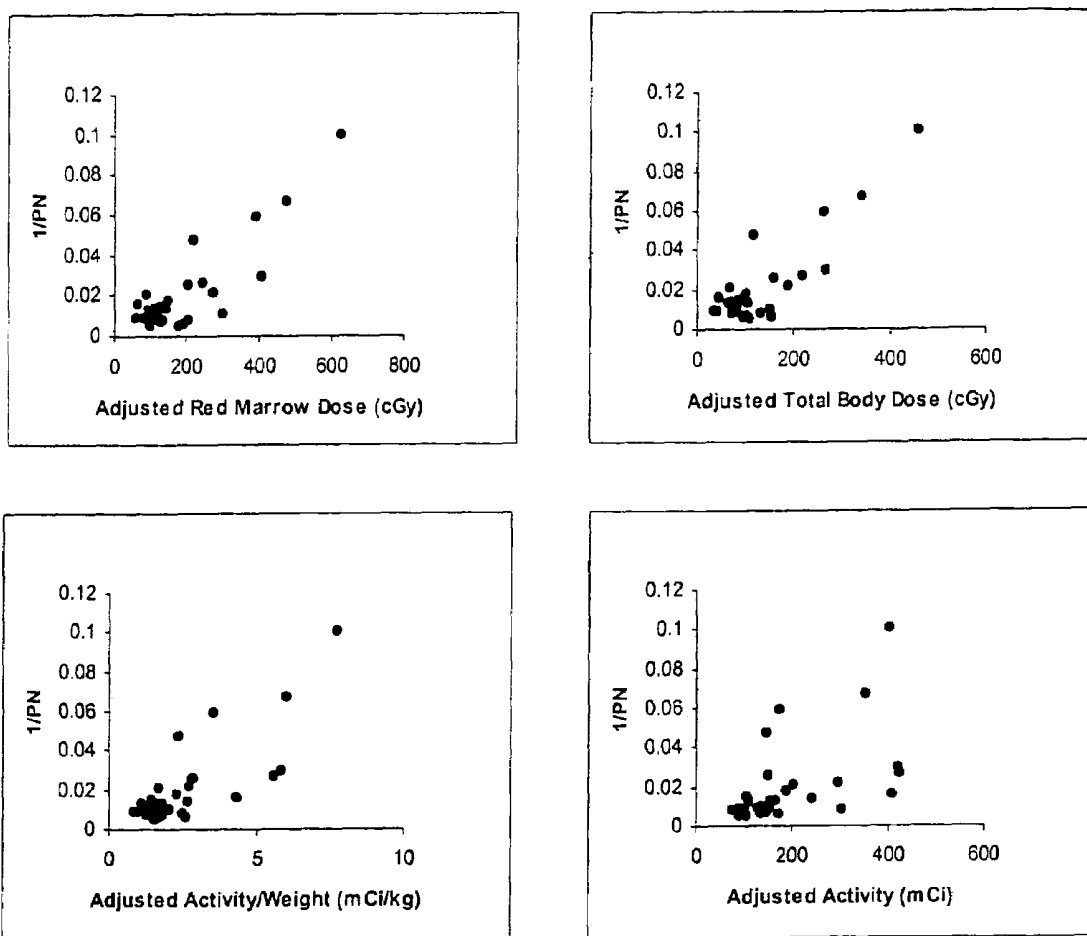 0.12
0.1
0.08
0.06
0.04
0.02
0
1/PN
0 200 400 600 800
Adjusted Red Marrow Dose (cGy)
0.12
0.1
0.08
0.06
0.04
0.02
0
1/PN
0 200 400 600
Adjusted Total Body Dose (cGy)
0.12
0.1
0.08
0.06
0.04
0.02
0
1/PN
0 5 10
Adjusted Activity/Weight (mCi/kg)
0.12
0.1
0.08
0.06
0.04
0.02
0
1/PN
0 200 400 600
Adjusted Activity (mCi)